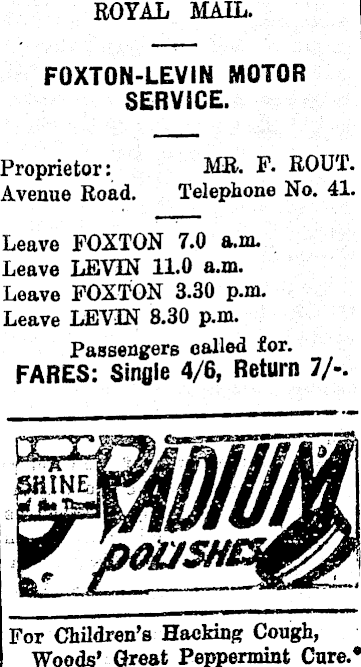 ROYAL MAIL.
FOXTON-LEVIN MOTOR
SERVICE.
Proprietor: MR. F. ROUT.
Avenue Road. Telephone No. 41.
Leave FOXTON 7.0 a.m.
Leave LEVIN 11.0 a.m.
Leave FOXTON 3.30 p.m.
Leave LEVIN 8.30 p.m.
Passengers called for.
FARES: Single 4/6, Return 7/-.
A
SHINE
of the
RADIUM
POLISHES
For Children's Hacking Cough,
Woods' Great Peppermint Cure.